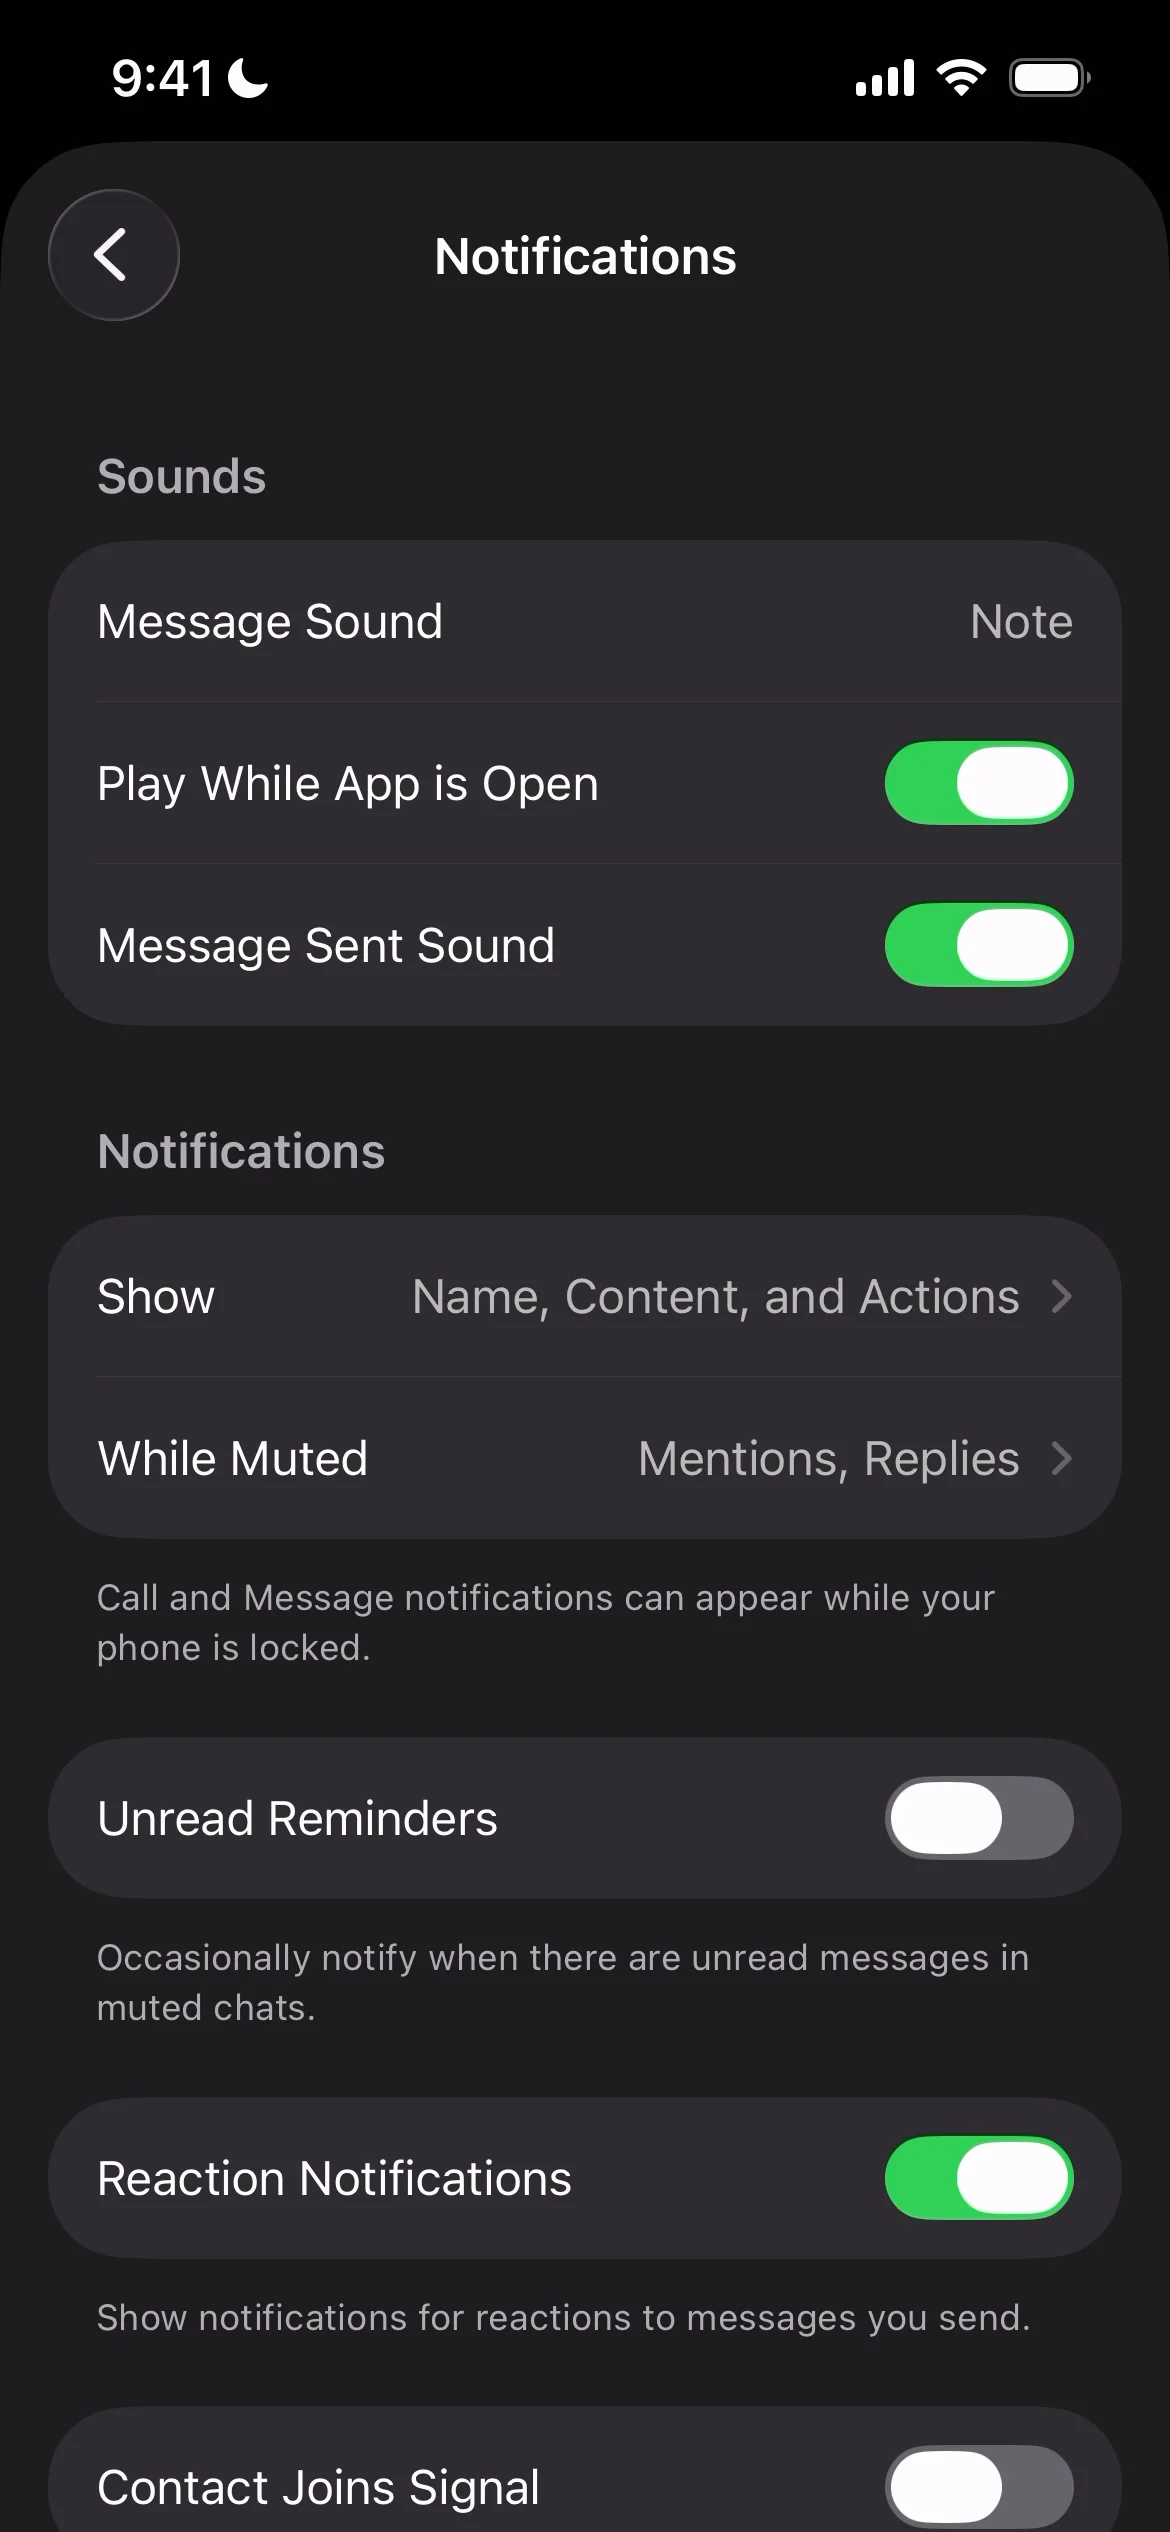 9:41
Notifications
Sounds
Message Sound Note
Play While App is Open
Message Sent Sound
Notifications
Show Name, Content, and Actions
While Muted Mentions, Replies
Call and Message notifications can appear while your
phone is locked.
Unread Reminders
Occasionally notify when there are unread messages in
muted chats.
Reaction Notifications
Show notifications for reactions to messages you send.
Contact Joins Signal